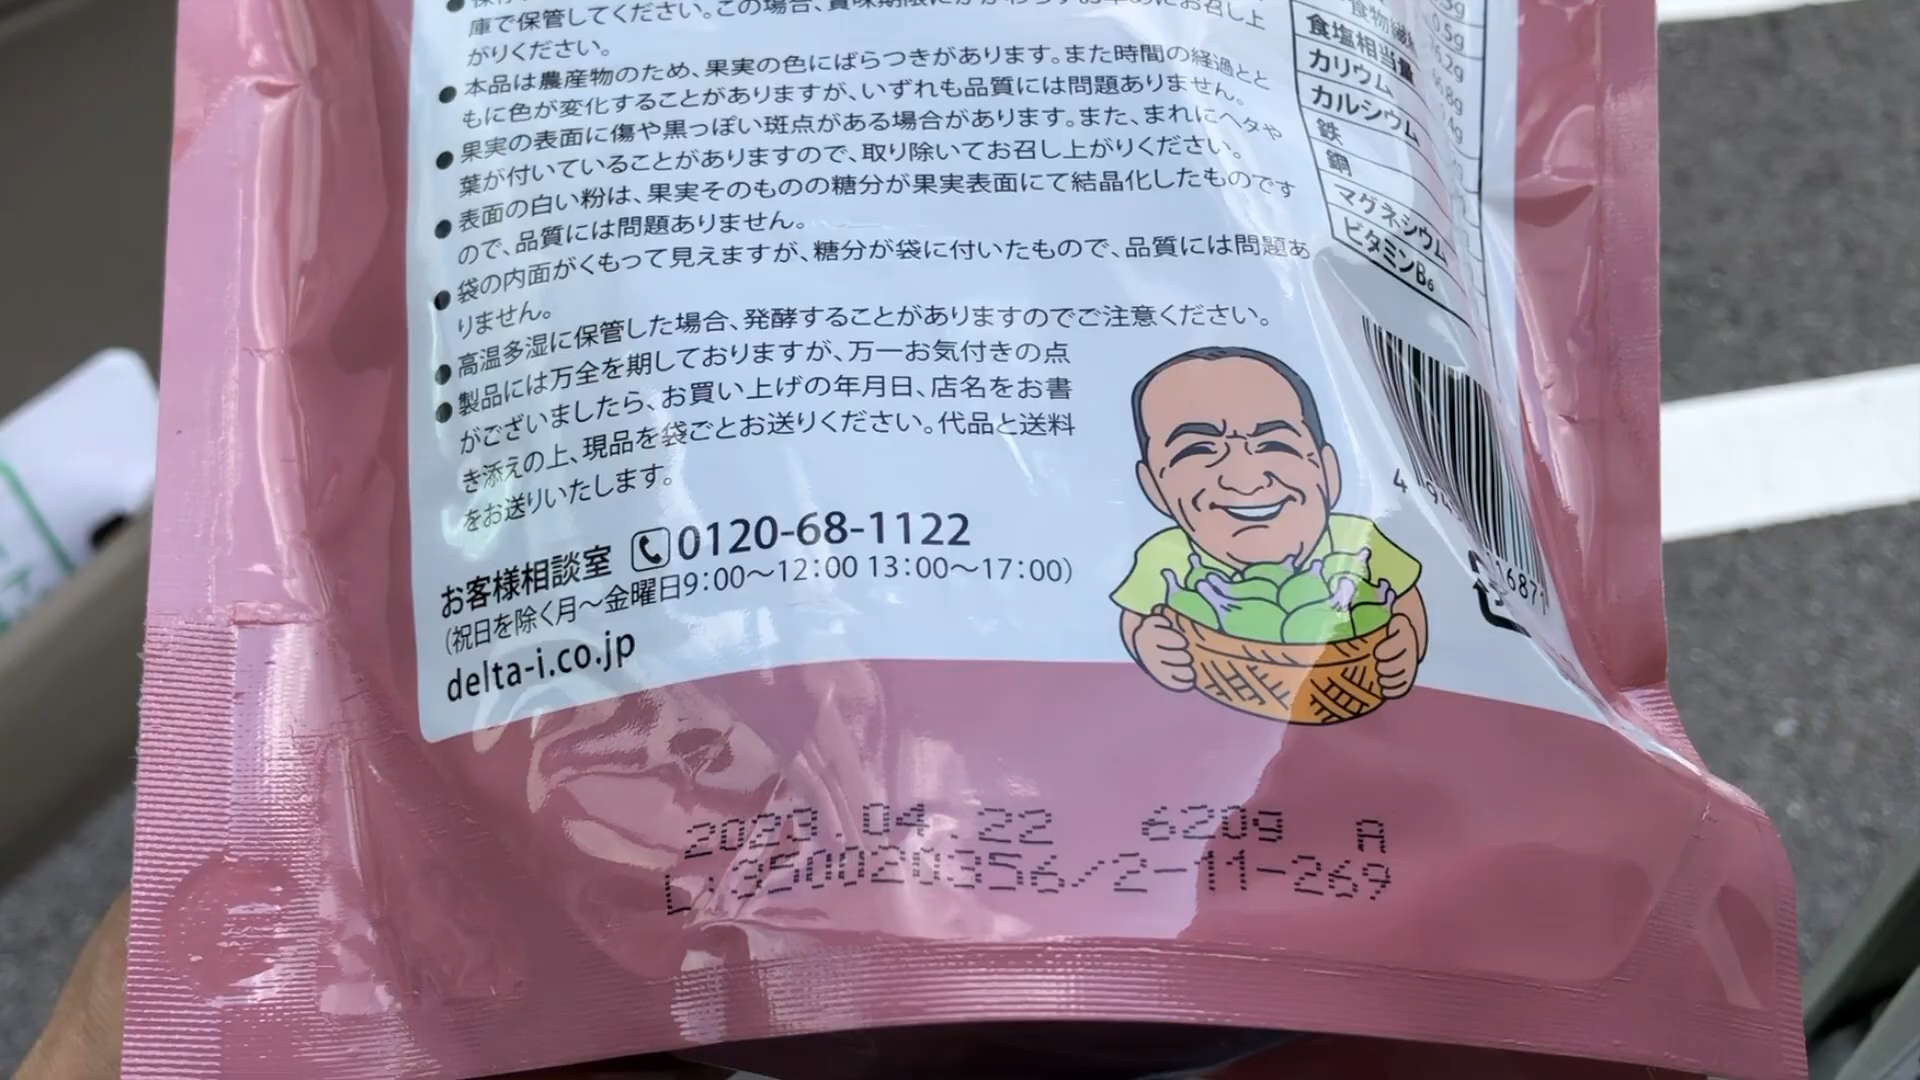 庫で保管してください。この場合、賞味期限にかかわらずお早めにお召し上
がりください。
●本品は農産物のため、果実の色にばらつきがあります。また時間の経過とと
もに色が変化することがありますが、いずれも品質には問題ありません。
●果実の表面に傷や黒っぽい斑点がある場合があります。また、まれにヘタや
葉が付いていることがありますので、取り除いてお召し上がりください。
●表面の白い粉は、果実そのものの糖分が果実表面にて結晶化したものです
ので、品質には問題ありません。
●袋の内面がくもって見えますが、糖分が袋に付いたもので、品質には問題あ
りません。
●高温多湿に保管した場合、発酵することがありますのでご注意ください。
●製品には万全を期しておりますが、万一お気付きの点
がございましたら、お買い上げの年月日、店名をお書
き添えの上、現品を袋ごとお送りください。代品と送料
をお送りいたします。
お客様相談室 0120-68-1122
(祝日を除く月～金曜日9:00～12:00 13:00～17:00)
delta-i.co.jp
食物繊維
食塩相当量
カリウム
カルシウム
鉄
銅
マグネシウム
ビタミンB6
2023.04.22 620g A
L:350020356/2-11-269